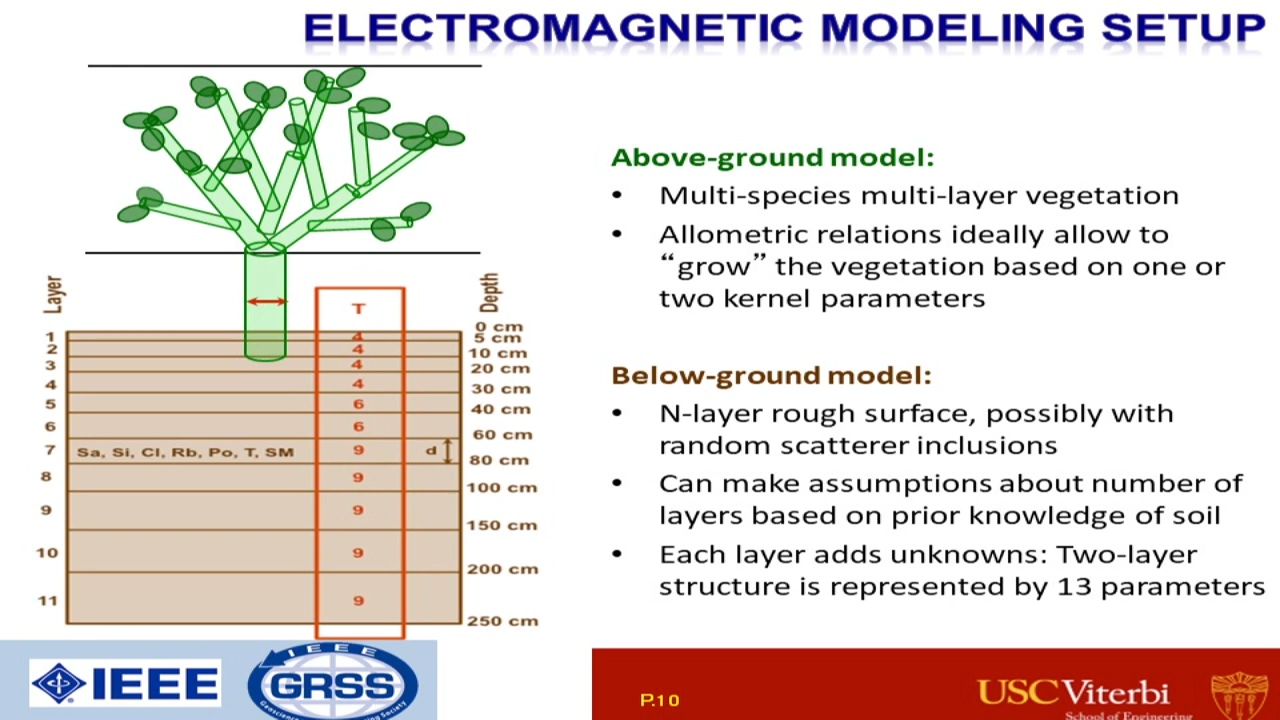 ELECTROMAGNETIC MODELING SETUP
Above-ground model:
• Multi-species multi-layer vegetation
• Allometric relations ideally allow to
“grow” the vegetation based on one or
two kernel parameters
Below-ground model:
• N-layer rough surface, possibly with
random scatterer inclusions
• Can make assumptions about number of
layers based on prior knowledge of soil
• Each layer adds unknowns: Two-layer
structure is represented by 13 parameters
Layer
T
Depth
0 cm
1 4 5 cm
2 4 10 cm
3 4 20 cm
4 4 30 cm
5 6 40 cm
6 6 60 cm
7 Sa, Si, Cl, Rb, Po, T, SM 9 d 80 cm
8 9 100 cm
9 9 150 cm
10 9 200 cm
11 9 250 cm
IEEE
IEEE
GRSS
P.10
USC Viterbi
School of Engineering